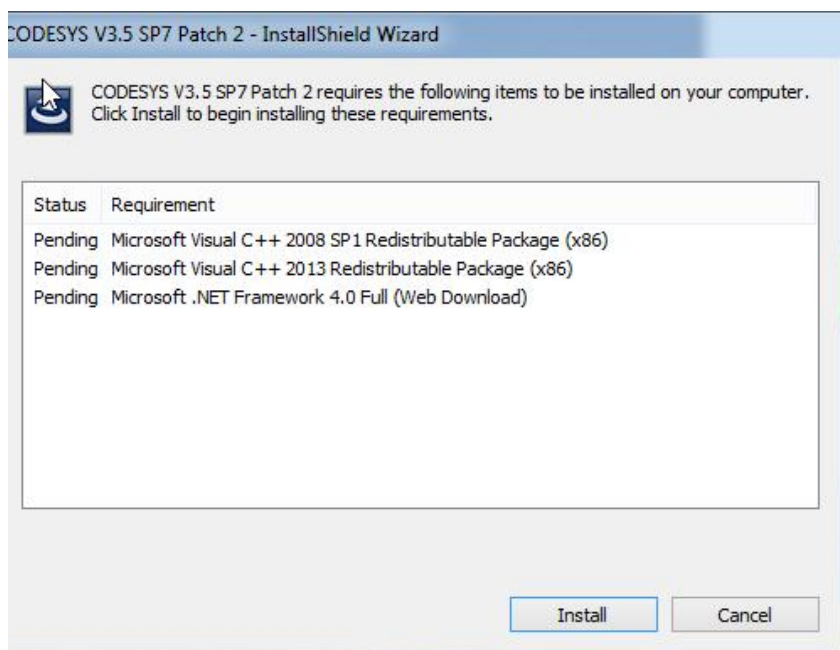 CODESYS V3.5 SP7 Patch 2 - InstallShield Wizard
CODESYS V3.5 SP7 Patch 2 requires the following items to be installed on your computer.
Click Install to begin installing these requirements.
Status Requirement
Pending Microsoft Visual C++ 2008 SP1 Redistributable Package (x86)
Pending Microsoft Visual C++ 2013 Redistributable Package (x86)
Pending Microsoft .NET Framework 4.0 Full (Web Download)
Install Cancel